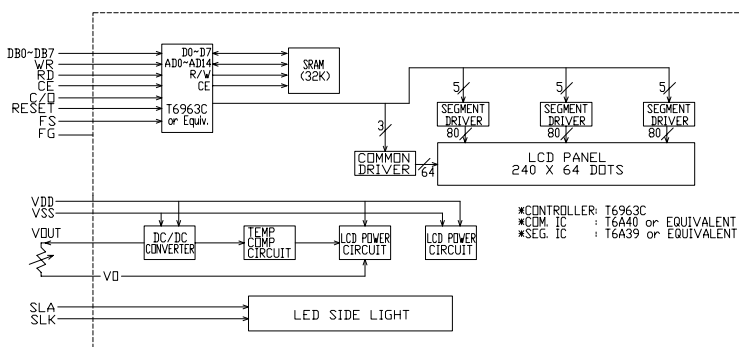 DB0~DB7
WR
RD
CE
C/D
RESET
FS
FG
D0~D7
AD0~AD14
R/W
CE
T6963C
or Equiv.
SRAM
(32K)
3
5
5
5
SEGMENT
DRIVER
SEGMENT
DRIVER
SEGMENT
DRIVER
80
80
80
COMMON
DRIVER
64
LCD PANEL
240 X 64 DOTS
VDD
VSS
VOUT
VO
DC/DC
CONVERTER
TEMP
COMP
CIRCUIT
LCD POWER
CIRCUIT
LCD POWER
CIRCUIT
*CONTROLLER: T6963C
*COM. IC : T6A40 or EQUIVALENT
*SEG. IC : T6A39 or EQUIVALENT
SLA
SLK
LED SIDE LIGHT